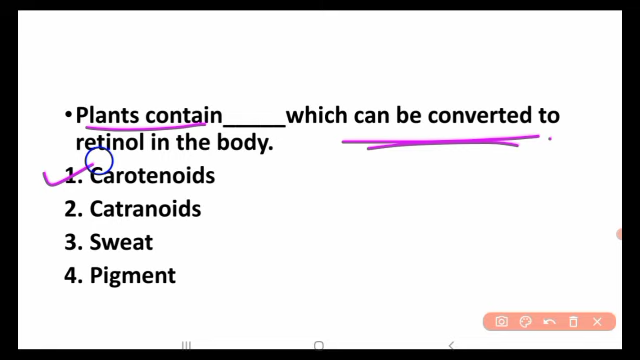 •Plants contain_____which can be converted to
retinol in the body.
1. Carotenoids
2. Catranoids
3. Sweat
4. Pigment